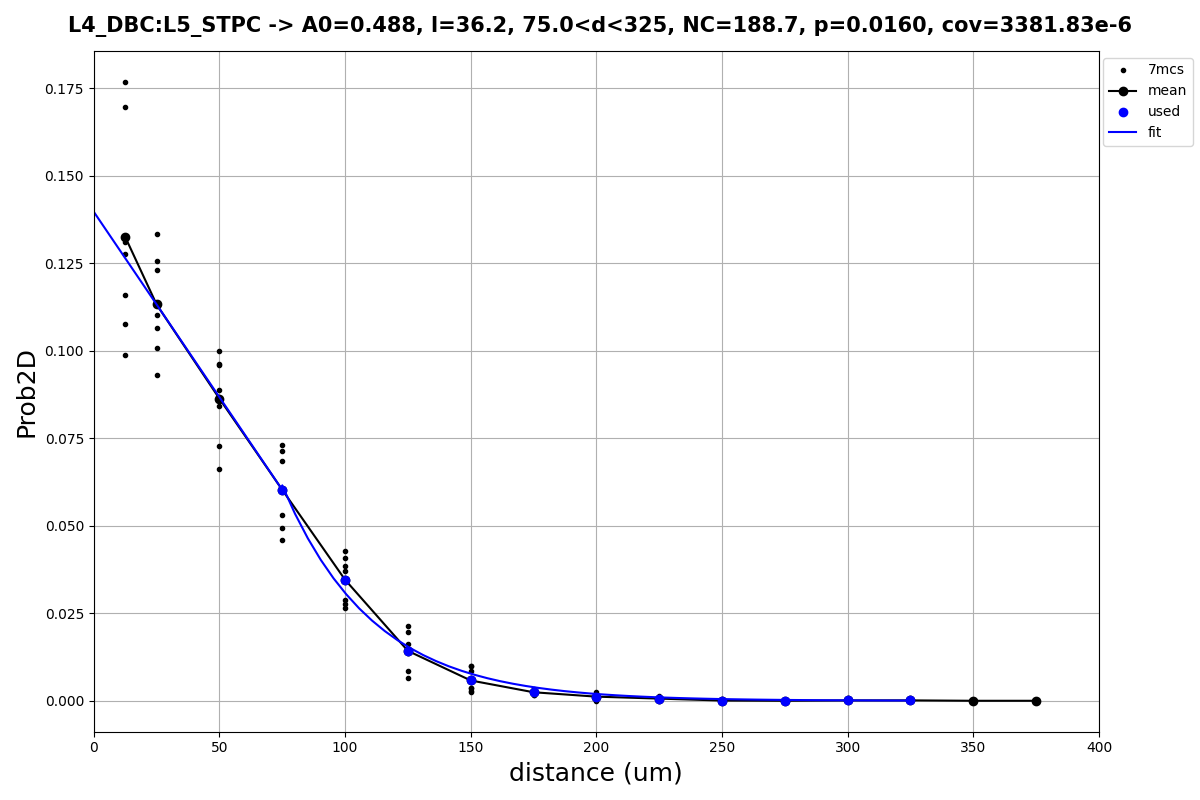 L4_DBC:L5_STPC -> A0=0.488, l=36.2, 75.0<d<325, NC=188.7, p=0.0160, cov=3381.83e-6
7mcs
mean
used
fit
Prob2D
0.175
0.150
0.125
0.100
0.075
0.050
0.025
0.000
0 50 100 150 200 250 300 350 400
distance (um)